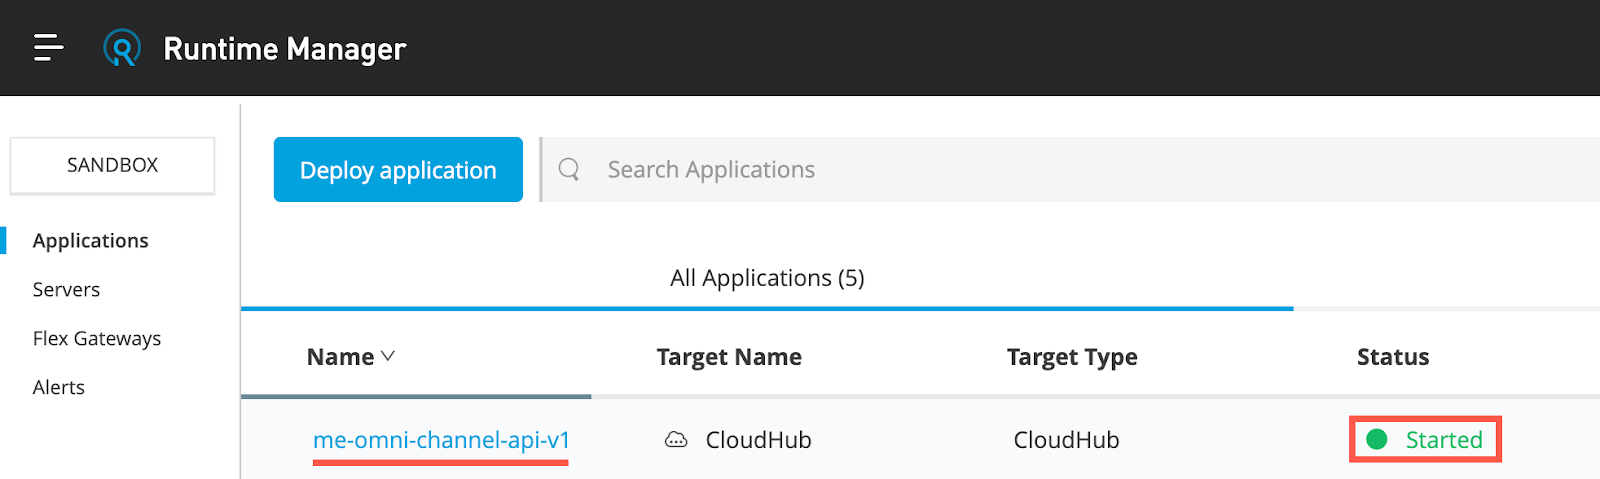 Runtime Manager
SANDBOX
Deploy application
Search Applications
Applications
Servers
Flex Gateways
Alerts
All Applications (5)
Name Target Name Target Type Status
me-omni-channel-api-v1 CloudHub CloudHub Started